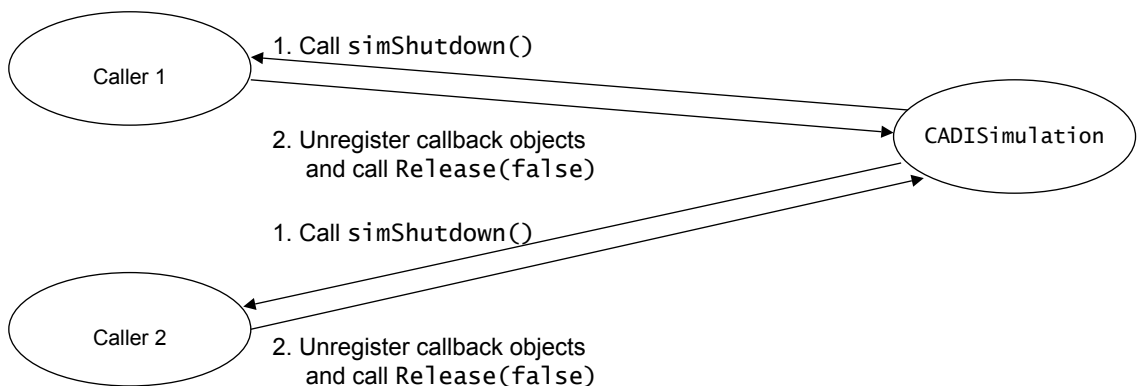 1. Call simShutdown()
Caller 1
CADISimulation
2. Unregister callback objects
and call Release(false)
1. Call simShutdown()
Caller 2
2. Unregister callback objects
and call Release(false)